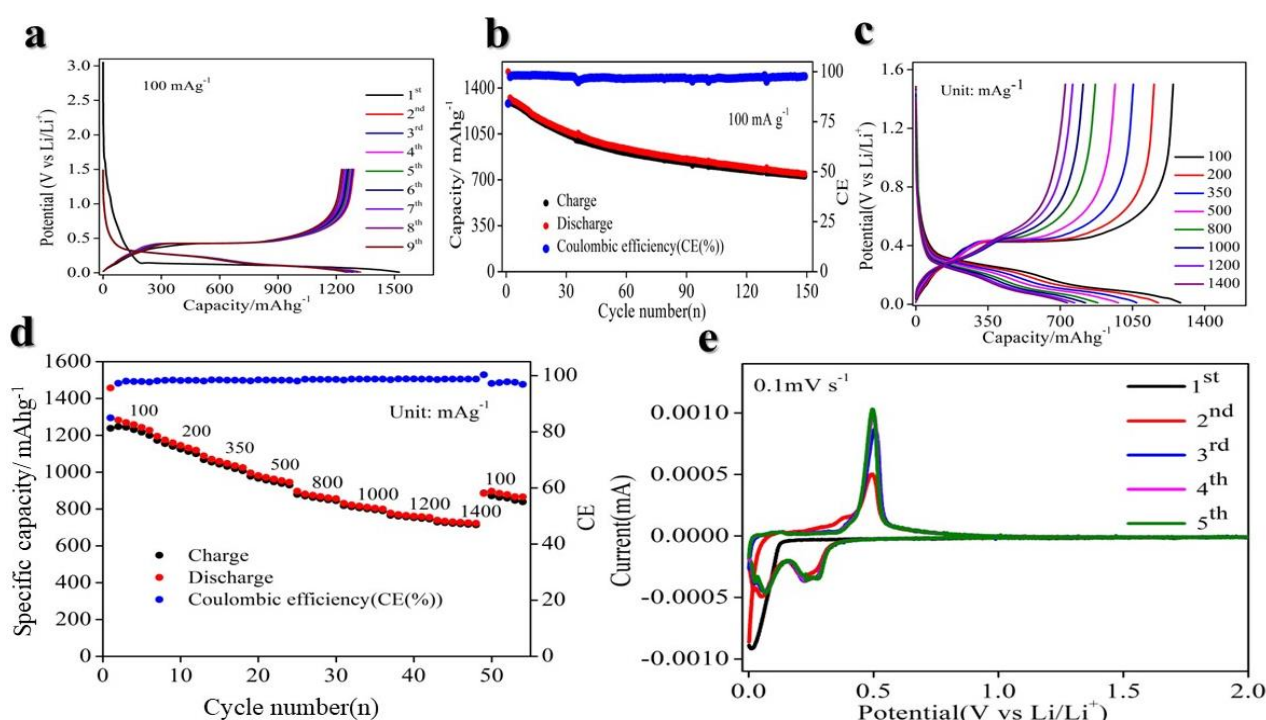 a
3.0
2.5
2.0
1.5
1.0
0.5
0.0
Potential (V vs Li/Li+)
100 mAg-1
1st
2nd
3rd
4th
5th
6th
7th
8th
9th
0 300 600 900 1200 1500
Capacity/mAhg-1
b
1400
1050
700
350
0
Capacity/ mAhg-1
100
75
50
25
0
CE
100 mA g-1
Charge
Discharge
Coulombic efficiency(CE(%))
0 30 60 90 120 150
Cycle number(n)
c
1.6
1.2
0.8
0.4
0.0
Potential(V vs Li/Li+)
Unit: mAg-1
100
200
350
500
800
1000
1200
1400
0 350 700 1050 1400
Capacity/mAhg-1
d
1600
1400
1200
1000
800
600
400
200
0
Specific capacity/ mAhg-1
100
80
60
40
20
0
CE
Unit: mAg-1
100
200
350
500
800
1000
1200
1400
100
Charge
Discharge
Coulombic efficiency(CE(%))
0 10 20 30 40 50
Cycle number(n)
e
0.0010
0.0005
0.0000
-0.0005
-0.0010
Current(mA)
0.1mV s-1
1st
2nd
3rd
4th
5th
0.0 0.5 1.0 1.5 2.0
Potential(V vs Li/Li+)